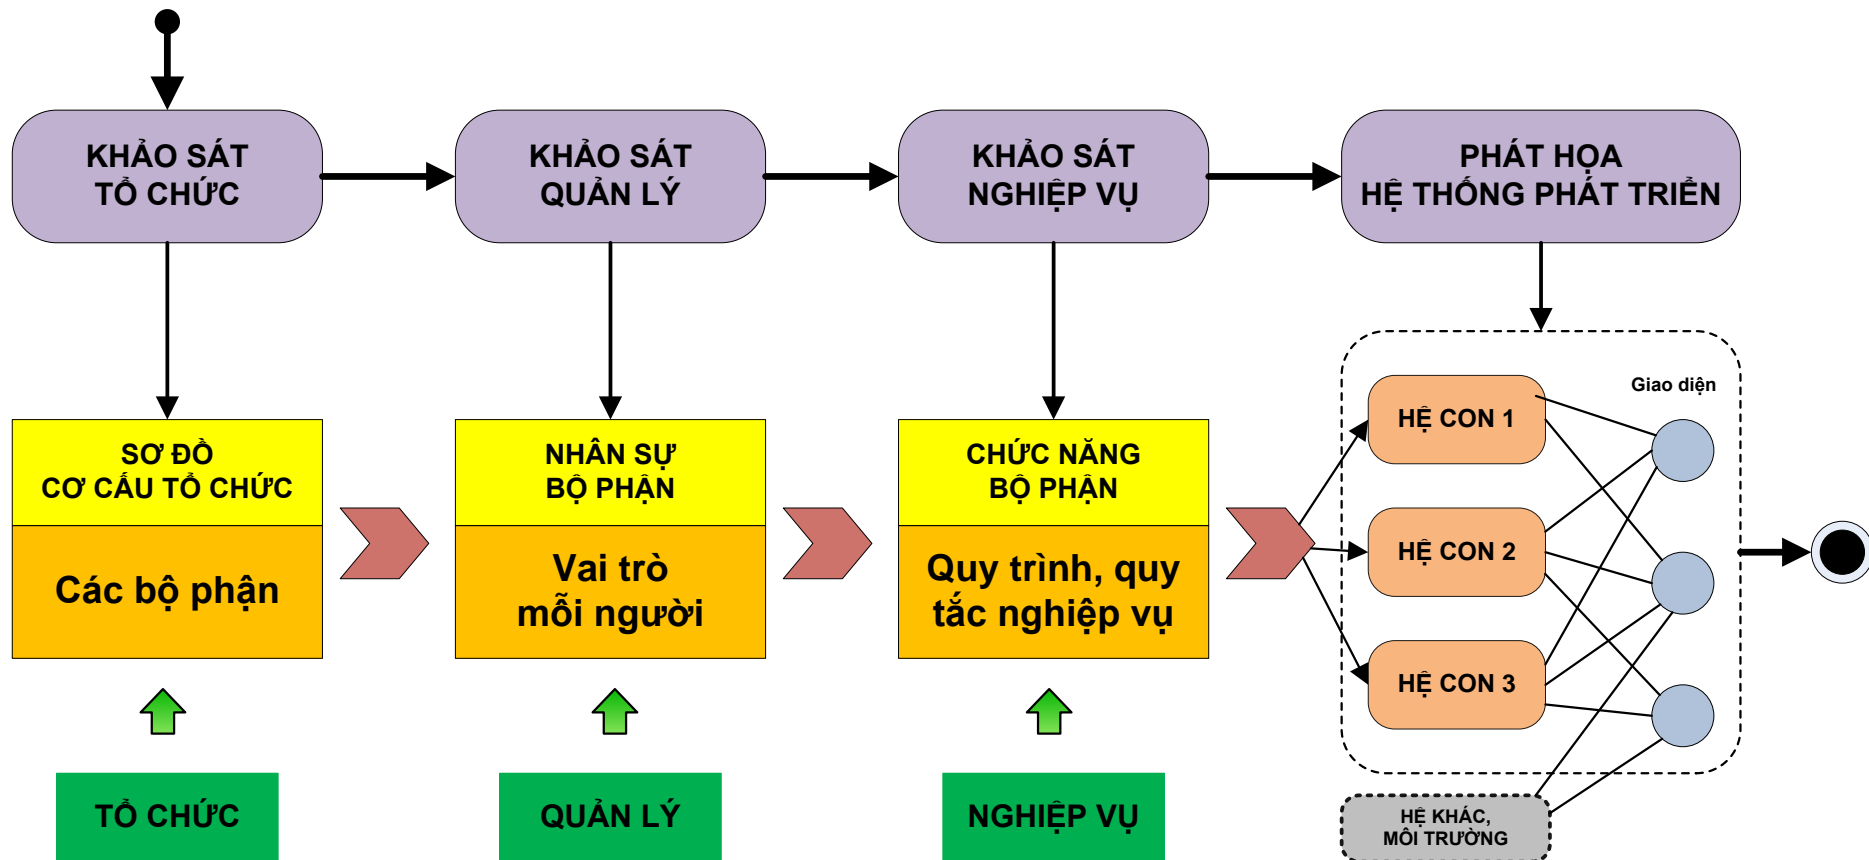 KHẢO SÁT
TỔ CHỨC
KHẢO SÁT
QUẢN LÝ
KHẢO SÁT
NGHIỆP VỤ
PHÁT HỌA
HỆ THỐNG PHÁT TRIỂN
SƠ ĐỒ
CƠ CẤU TỔ CHỨC
Các bộ phận
NHÂN SỰ
BỘ PHẬN
Vai trò
mỗi người
CHỨC NĂNG
BỘ PHẬN
Quy trình, quy
tắc nghiệp vụ
Giao diện
HỆ CON 1
HỆ CON 2
HỆ CON 3
TỔ CHỨC
QUẢN LÝ
NGHIỆP VỤ
HỆ KHÁC,
MÔI TRƯỜNG